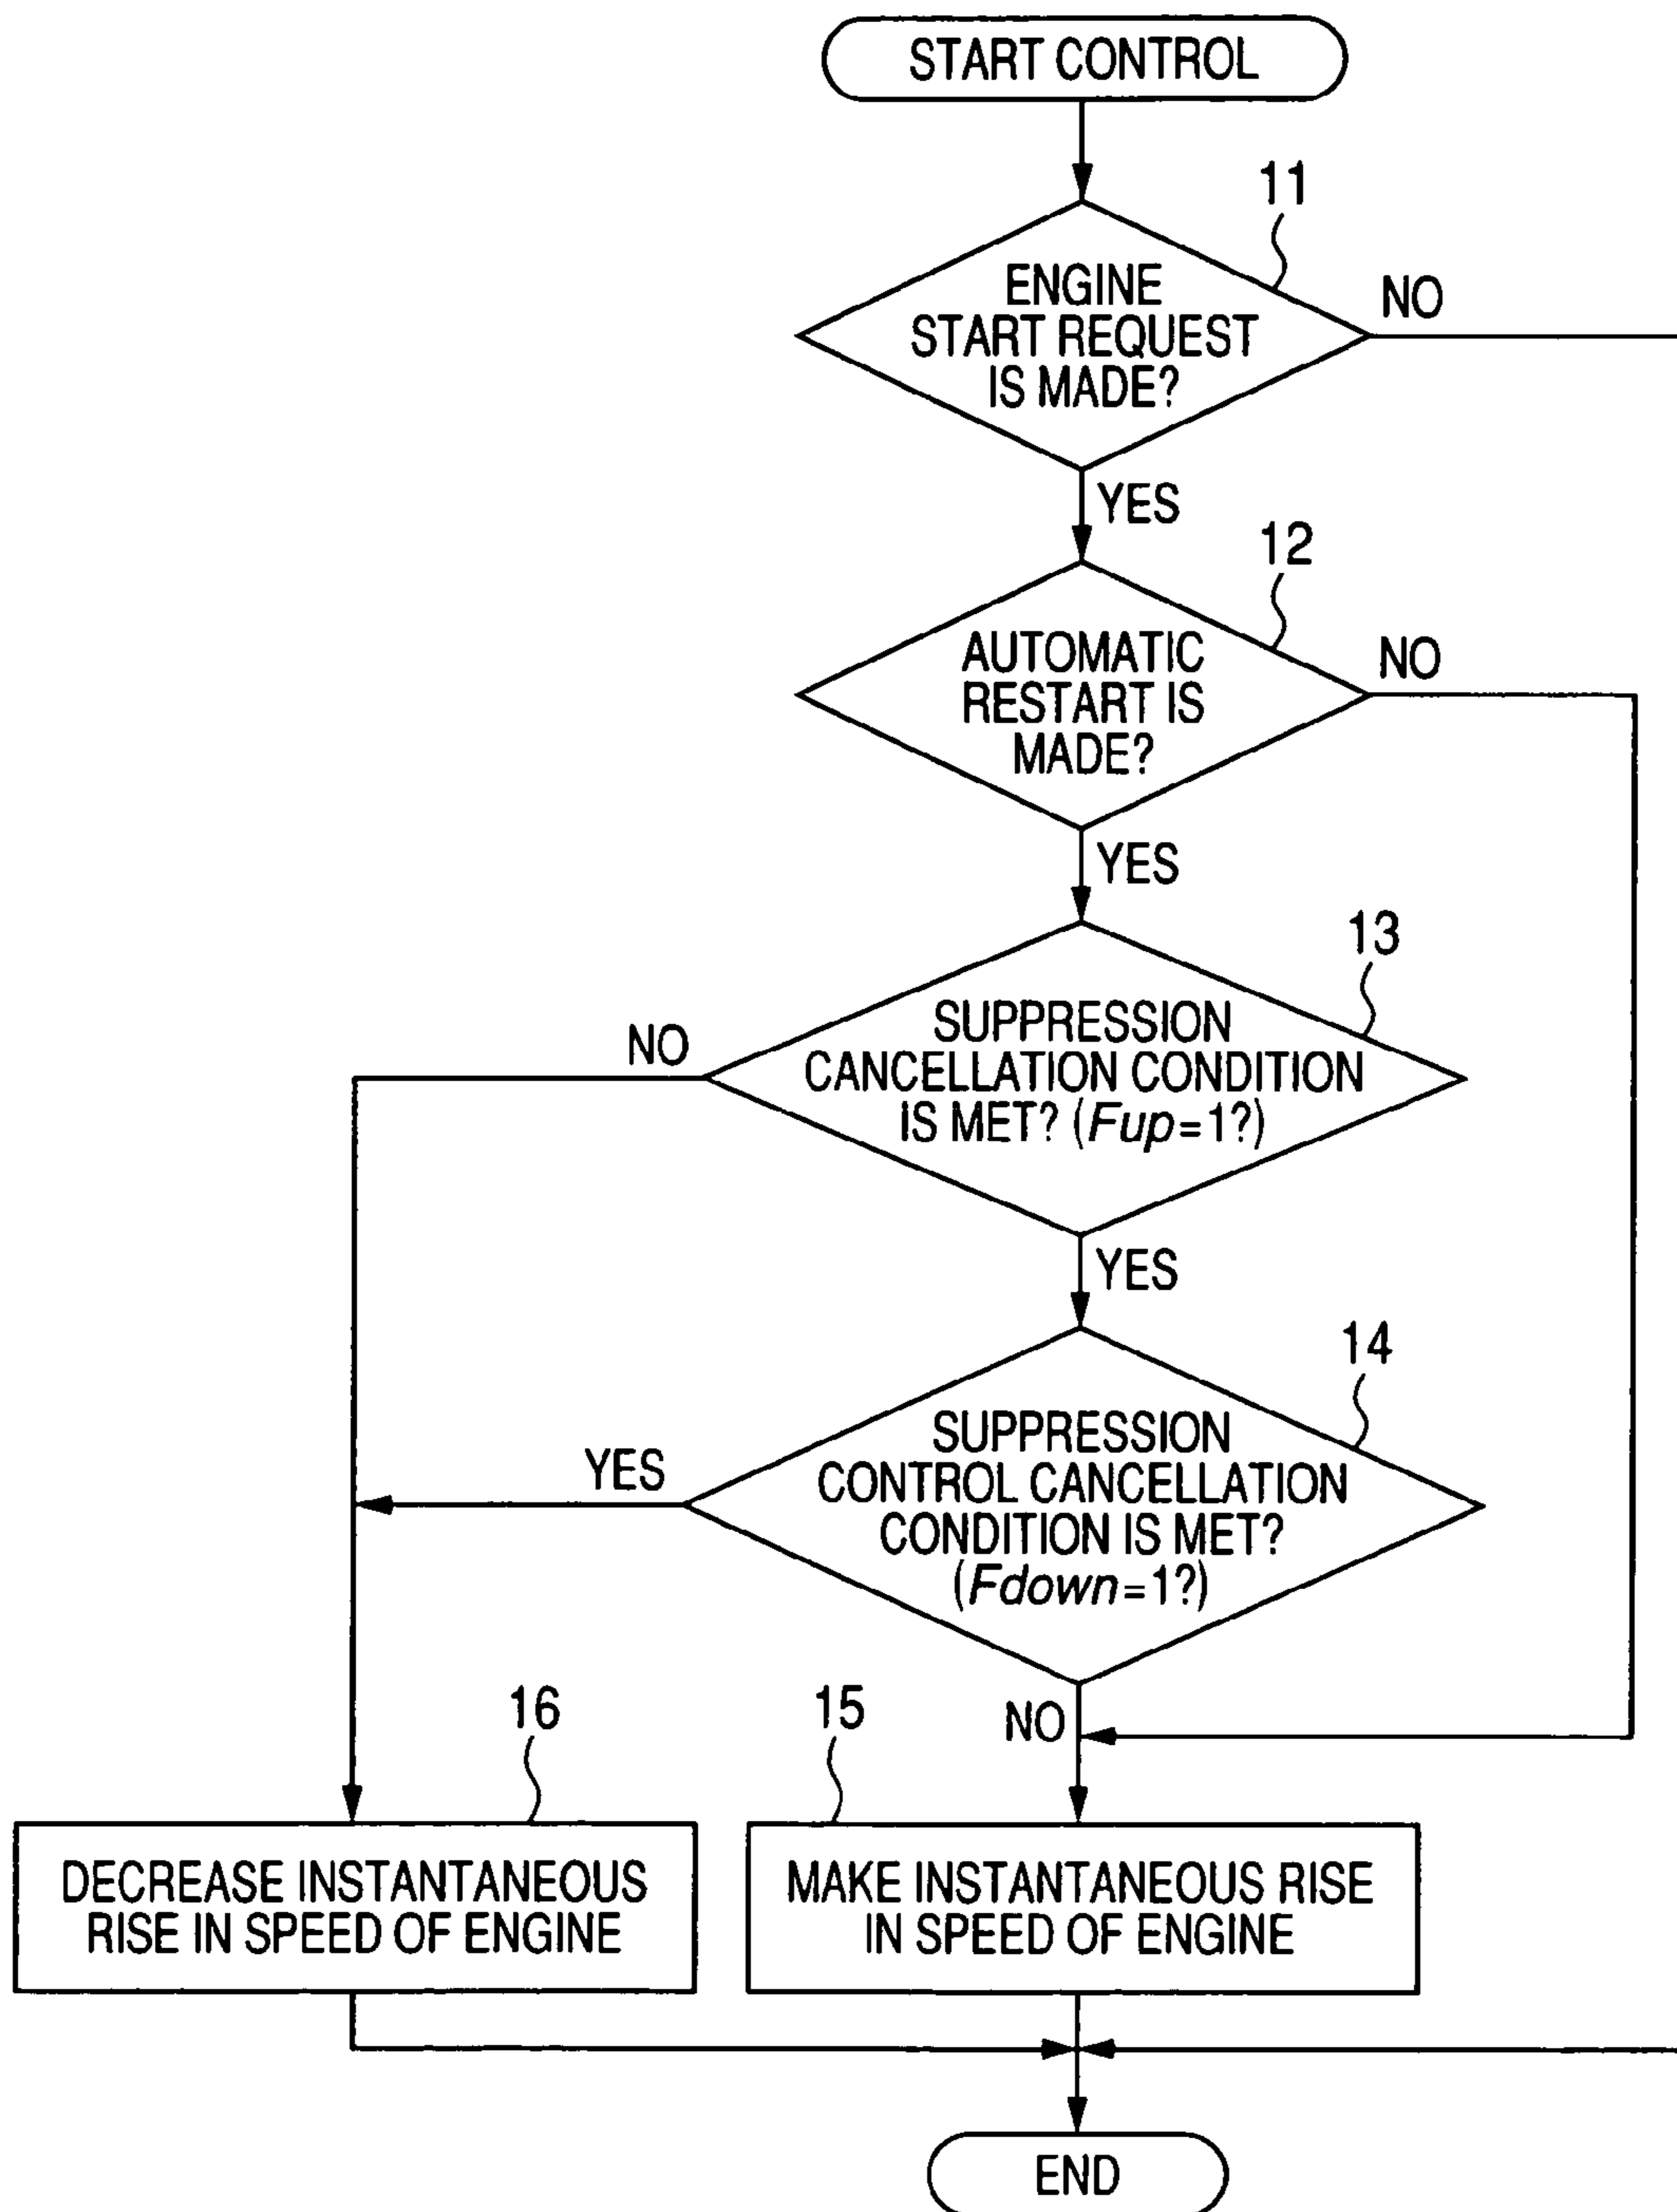 START CONTROL
11
ENGINE
START REQUEST
IS MADE?
NO
YES
12
AUTOMATIC
RESTART IS
MADE?
NO
YES
13
SUPPRESSION
CANCELLATION CONDITION
IS MET? (Fup=1?)
NO
YES
14
SUPPRESSION
CONTROL CANCELLATION
CONDITION IS MET?
(Fdown=1?)
YES
NO
16
DECREASE INSTANTANEOUS
RISE IN SPEED OF ENGINE
15
MAKE INSTANTANEOUS RISE
IN SPEED OF ENGINE
END